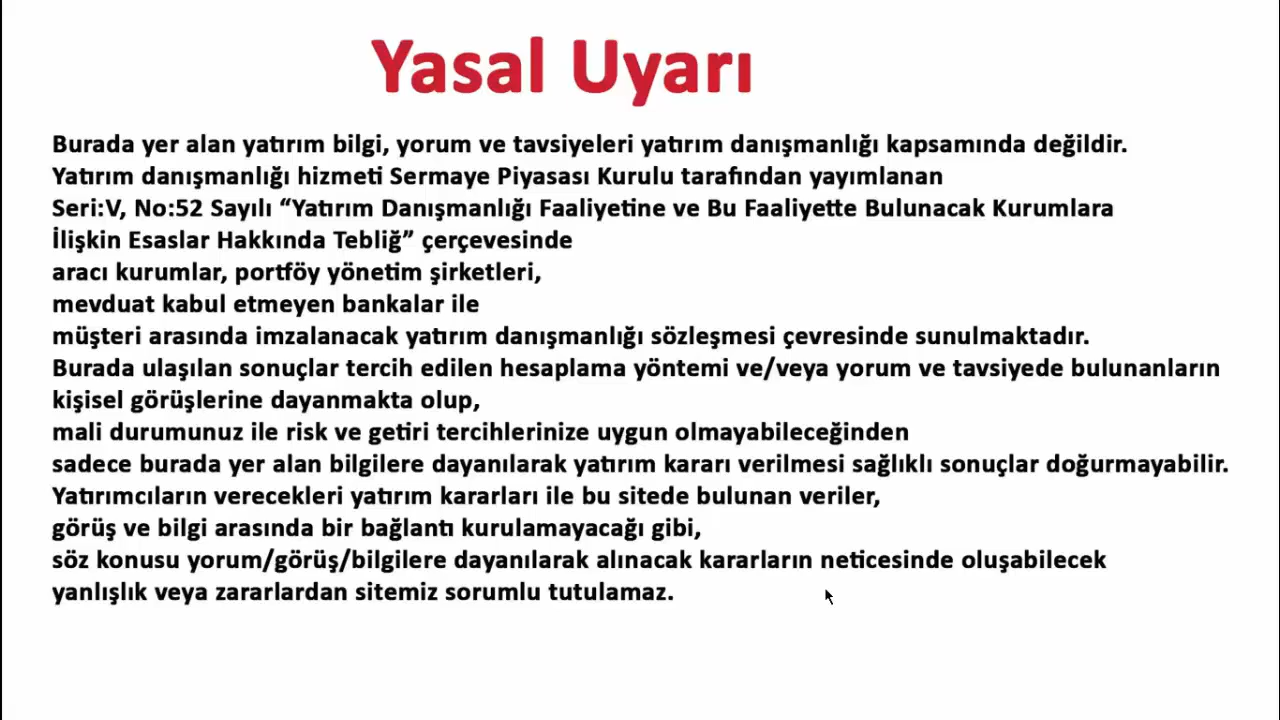 Yasal Uyarı
Burada yer alan yatırım bilgi, yorum ve tavsiyeleri yatırım danışmanlığı kapsamında değildir.
Yatırım danışmanlığı hizmeti Sermaye Piyasası Kurulu tarafından yayımlanan
Seri:V, No:52 Sayılı “Yatırım Danışmanlığı Faaliyetine ve Bu Faaliyette Bulunacak Kurumlara
İlişkin Esaslar Hakkında Tebliğ” çerçevesinde
aracı kurumlar, portföy yönetim şirketleri,
mevduat kabul etmeyen bankalar ile
müşteri arasında imzalanacak yatırım danışmanlığı sözleşmesi çevresinde sunulmaktadır.
Burada ulaşılan sonuçlar tercih edilen hesaplama yöntemi ve/veya yorum ve tavsiyede bulunanların
kişisel görüşlerine dayanmakta olup,
mali durumunuz ile risk ve getiri tercihlerinize uygun olmayabileceğinden
sadece burada yer alan bilgilere dayanılarak yatırım kararı verilmesi sağlıklı sonuçlar doğurmayabilir.
Yatırımcıların verecekleri yatırım kararları ile bu sitede bulunan veriler,
görüş ve bilgi arasında bir bağlantı kurulamayacağı gibi,
söz konusu yorum/görüş/bilgilere dayanılarak alınacak kararların neticesinde oluşabilecek
yanlışlık veya zararlardan sitemiz sorumlu tutulamaz.